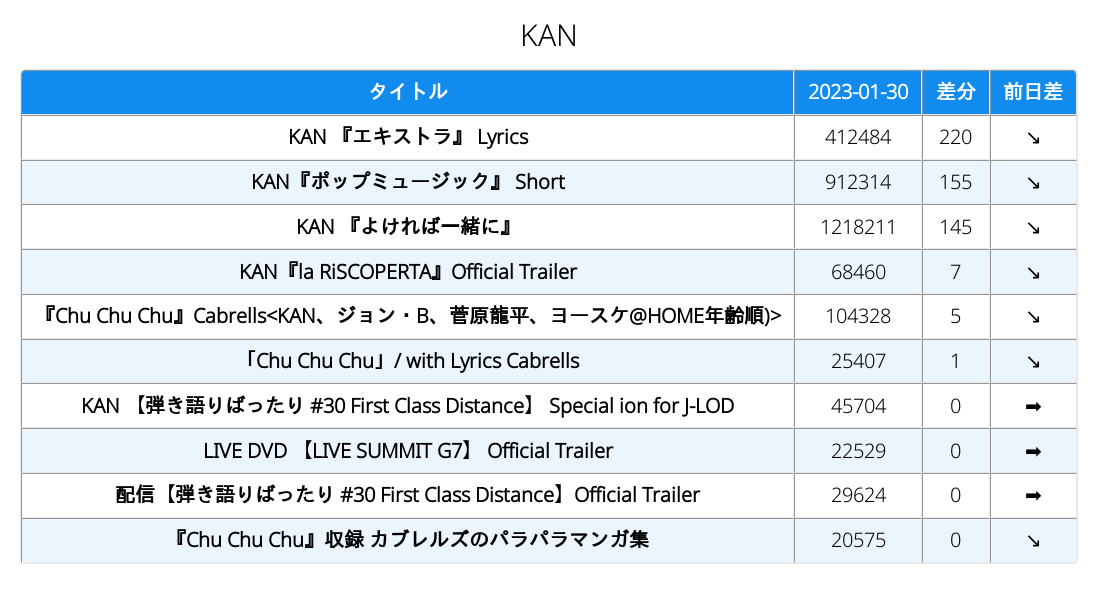 KAN
タイトル 2023-01-30 差分 前日差
KAN 『エキストラ』 Lyrics 412484 220 ↘
KAN『ポップミュージック』 Short 912314 155 ↘
KAN 『よければ一緒に』 1218211 145 ↘
KAN『la RiSCOPERTA』Official Trailer 68460 7 ↘
『Chu Chu Chu』Cabrells<KAN、ジョン・B、菅原龍平、ヨースケ@HOME年齢順)> 104328 5 ↘
「Chu Chu Chu」/ with Lyrics Cabrells 25407 1 ↘
KAN 【弾き語りばったり #30 First Class Distance】 Special ion for J-LOD 45704 0 ➡
LIVE DVD 【LIVE SUMMIT G7】 Official Trailer 22529 0 ➡
配信【弾き語りばったり #30 First Class Distance】Official Trailer 29624 0 ➡
『Chu Chu Chu』収録 カブレルズのパラパラマンガ集 20575 0 ↘